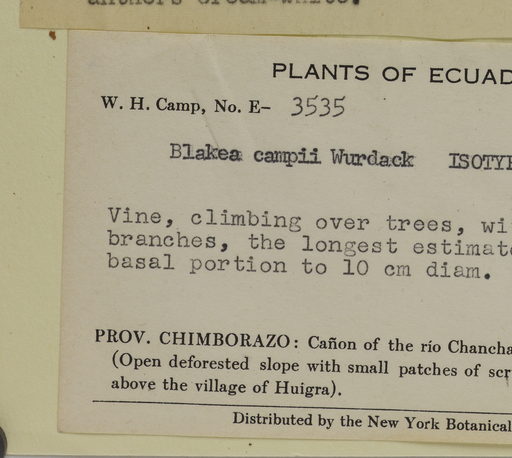 PLANTS OF ECUAD
W. H. Camp, No. E- 3535
Blakea campii Wurdack ISOTYP
Vine, climbing over trees, wi
branches, the longest estimat
basal portion to 10 cm diam.
PROV. CHIMBORAZO: Cañon of the río Chancha
(Open deforested slope with small patches of scr
above the village of Huigra).
Distributed by the New York Botanical